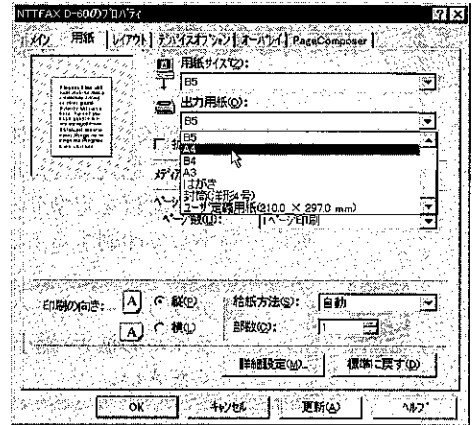 NTTFAX D-60のプロパティ
メイン 用紙 レイアウト デバイスオプション オーバレイ PageComposer
用紙サイズ(Z):
B5
出力用紙(O):
B5
B5
A4
B4
A3
はがき
封筒(洋形4号)
ユーザ定義用紙(210.0 × 297.0 mm)
ページ数(U): 1ページ印刷
印刷の向き: A 縦(P) 給紙方法(S): 自動
A 横(L) 部数(C): 1
詳細設定(M)... 標準に戻す(D)
OK キャンセル 更新(A) ヘルプ